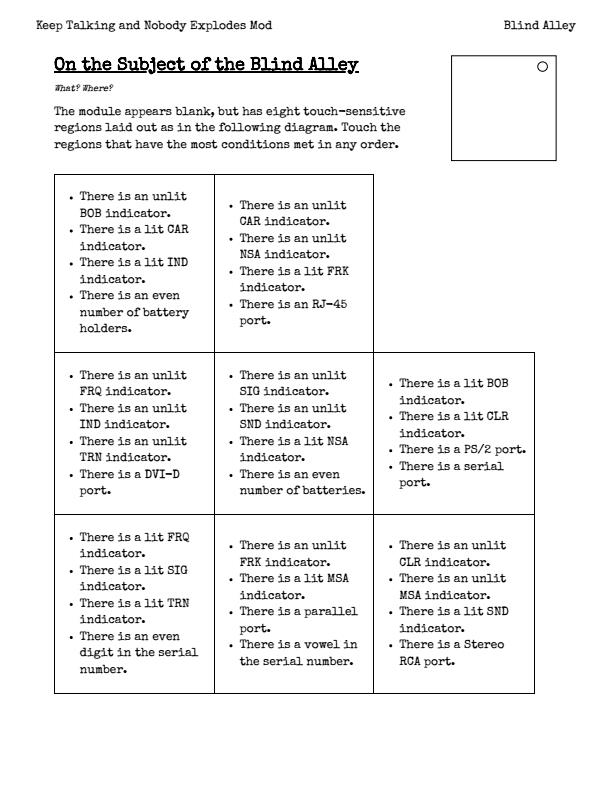 Keep Talking and Nobody Explodes Mod
Blind Alley
On the Subject of the Blind Alley
What? Where?
The module appears blank, but has eight touch-sensitive
regions laid out as in the following diagram. Touch the
regions that have the most conditions met in any order.
• There is an unlit
BOB indicator.
• There is a lit CAR
indicator.
• There is a lit IND
indicator.
• There is an even
number of battery
holders.
• There is an unlit
CAR indicator.
• There is an unlit
NSA indicator.
• There is a lit FRK
indicator.
• There is an RJ-45
port.
• There is an unlit
FRQ indicator.
• There is an unlit
IND indicator.
• There is an unlit
TRN indicator.
• There is a DVI-D
port.
• There is an unlit
SIG indicator.
• There is an unlit
SND indicator.
• There is a lit NSA
indicator.
• There is an even
number of batteries.
• There is a lit BOB
indicator.
• There is a lit CLR
indicator.
• There is a PS/2 port.
• There is a serial
port.
• There is a lit FRQ
indicator.
• There is a lit SIG
indicator.
• There is a lit TRN
indicator.
• There is an even
digit in the serial
number.
• There is an unlit
FRK indicator.
• There is a lit MSA
indicator.
• There is a parallel
port.
• There is a vowel in
the serial number.
• There is an unlit
CLR indicator.
• There is an unlit
MSA indicator.
• There is a lit SND
indicator.
• There is a Stereo
RCA port.